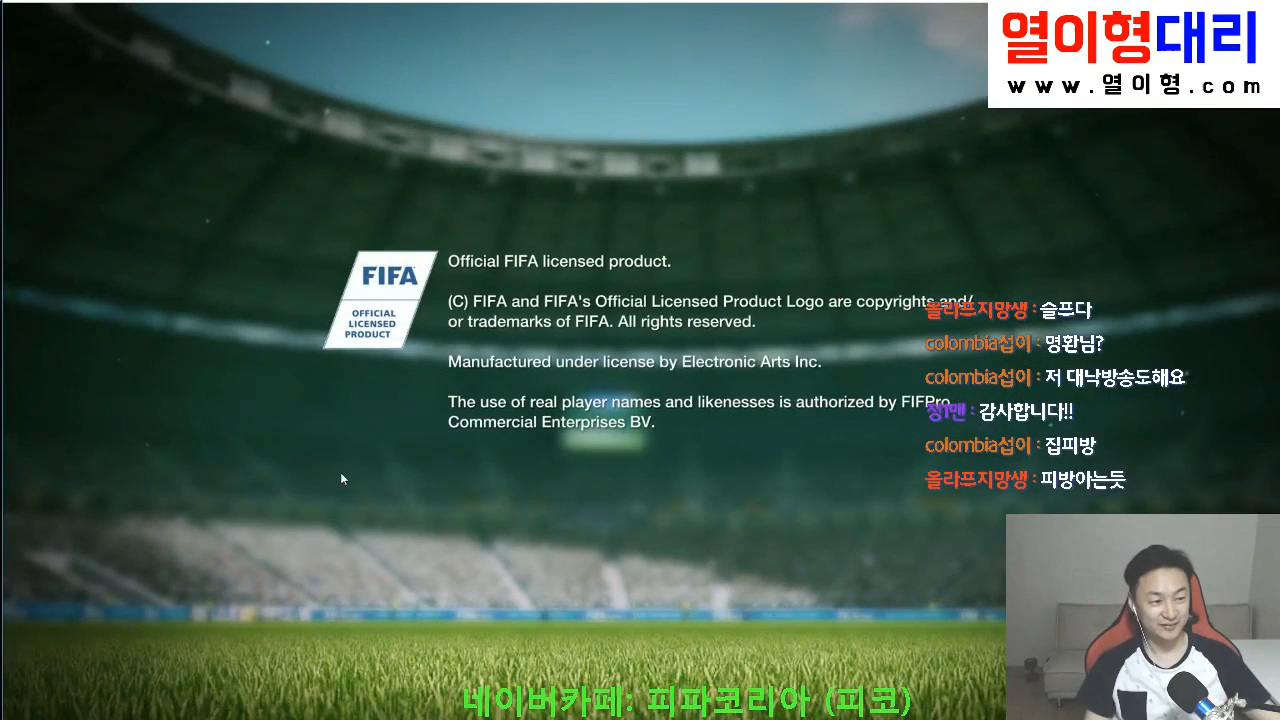 열이형대리
www.열이형.com
FIFA
OFFICIAL
LICENSED
PRODUCT
Official FIFA licensed product.
(C) FIFA and FIFA's Official Licensed Product Logo are copyrights and/
or trademarks of FIFA. All rights reserved.
Manufactured under license by Electronic Arts Inc.
The use of real player names and likenesses is authorized by FIFPro
Commercial Enterprises BV.
올라프지망생 : 슬프다
colombia섭이 : 명환님?
colombia섭이 : 저 대낙방송도해요
정1맨 : 감사합니다!!
colombia섭이 : 집피방
올라프지망생 : 피방아는듯
네이버카페: 피파코리아 (피코)